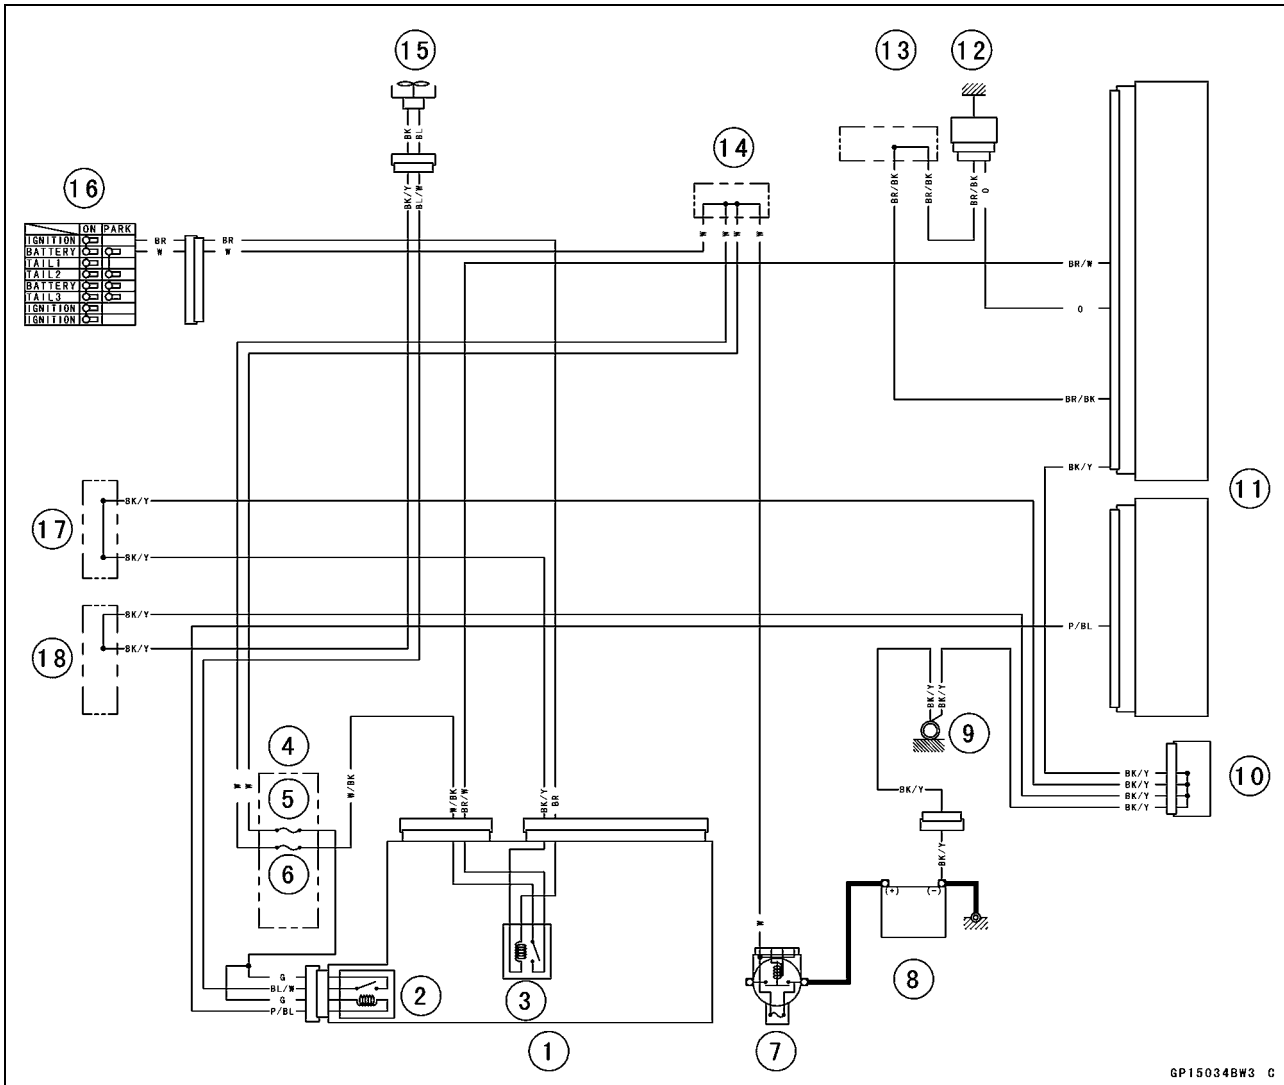 15
13
12
14
16
BK
BL
BK/Y
BL/W
ON PARK
IGNITION
BATTERY
TAIL1
TAIL2
BATTERY
TAIL3
IGNITION
IGNITION
BR
W
BR
W
W
W
W
W
BR/BK
BR/BK
BR/BK
O
BR/W
O
BR/BK
BK/Y
11
17
BK/Y
BK/Y
18
BK/Y
BK/Y
P/BL
BK/Y
BK/Y
9
10
BK/Y
BK/Y
BK/Y
BK/Y
4
5
6
W
W
W/BK
W/BK
BR/W
BK/Y
BR
BK/Y
BK/Y
(+)
(-)
8
W
7
G
BL/W
G
P/BL
2
3
1
GP15034BW3 C